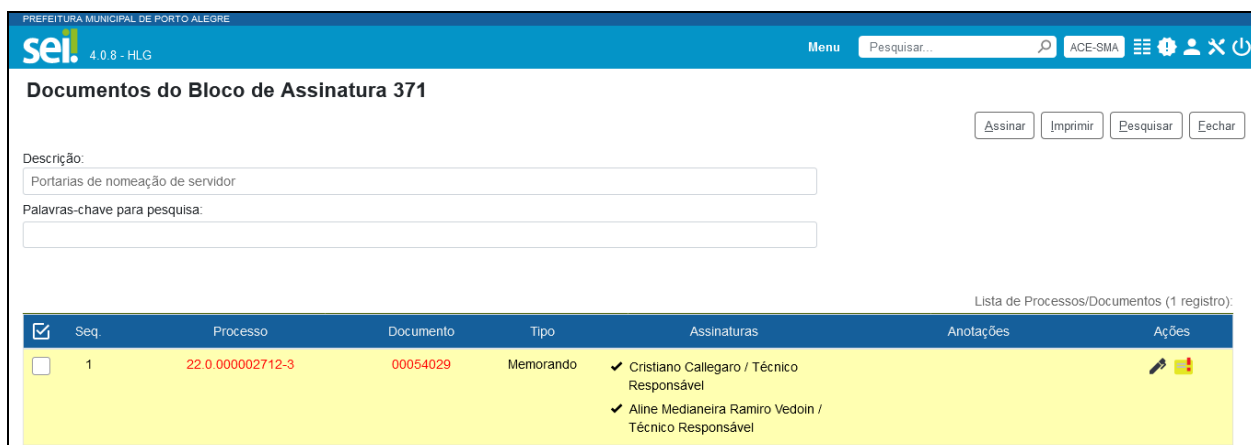 PREFEITURA MUNICIPAL DE PORTO ALEGRE
sei! 4.0.8 - HLG
Menu
Pesquisar...
ACE-SMA
Documentos do Bloco de Assinatura 371
Assinar Imprimir Pesquisar Fechar
Descrição:
Portarias de nomeação de servidor
Palavras-chave para pesquisa:
Lista de Processos/Documentos (1 registro):
Seq. Processo Documento Tipo Assinaturas Anotações Ações
1 22.0.000002712-3 00054029 Memorando Cristiano Callegaro / Técnico
Responsável
Aline Medianeira Ramiro Vedoin /
Técnico Responsável